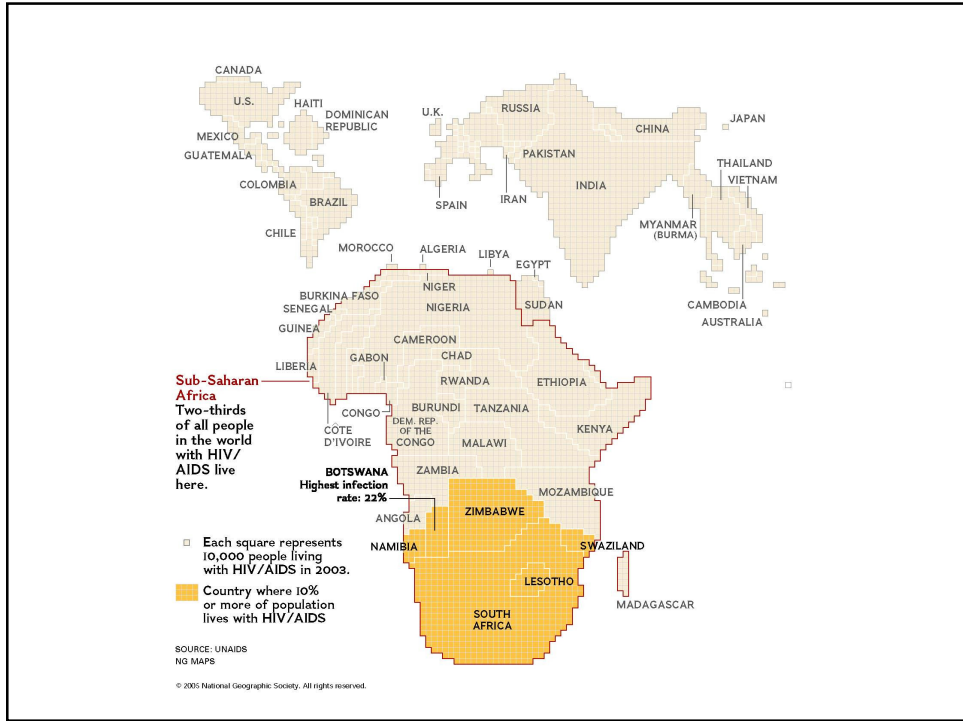 CANADA
U.S.
HAITI
DOMINICAN
REPUBLIC
MEXICO
GUATEMALA
COLOMBIA
BRAZIL
CHILE
U.K.
RUSSIA
CHINA
JAPAN
PAKISTAN
INDIA
THAILAND
VIETNAM
SPAIN
IRAN
MYANMAR
(BURMA)
CAMBODIA
AUSTRALIA
MOROCCO
ALGERIA
LIBYA
EGYPT
NIGER
BURKINA FASO
SENEGAL
NIGERIA
SUDAN
GUINEA
CAMEROON
GABON
CHAD
LIBERIA
RWANDA
ETHIOPIA
Sub-Saharan
Africa
Two-thirds
of all people
in the world
with HIV/
AIDS live
here.
CONGO
BURUNDI
TANZANIA
CÔTE
D'IVOIRE
DEM. REP.
OF THE
CONGO
KENYA
MALAWI
ZAMBIA
BOTSWANA
Highest infection
rate: 22%
MOZAMBIQUE
ANGOLA
ZIMBABWE
NAMIBIA
SWAZILAND
LESOTHO
SOUTH
AFRICA
MADAGASCAR
Each square represents
10,000 people living
with HIV/AIDS in 2003.
Country where 10%
or more of population
lives with HIV/AIDS
SOURCE: UNAIDS
NG MAPS
© 2005 National Geographic Society. All rights reserved.